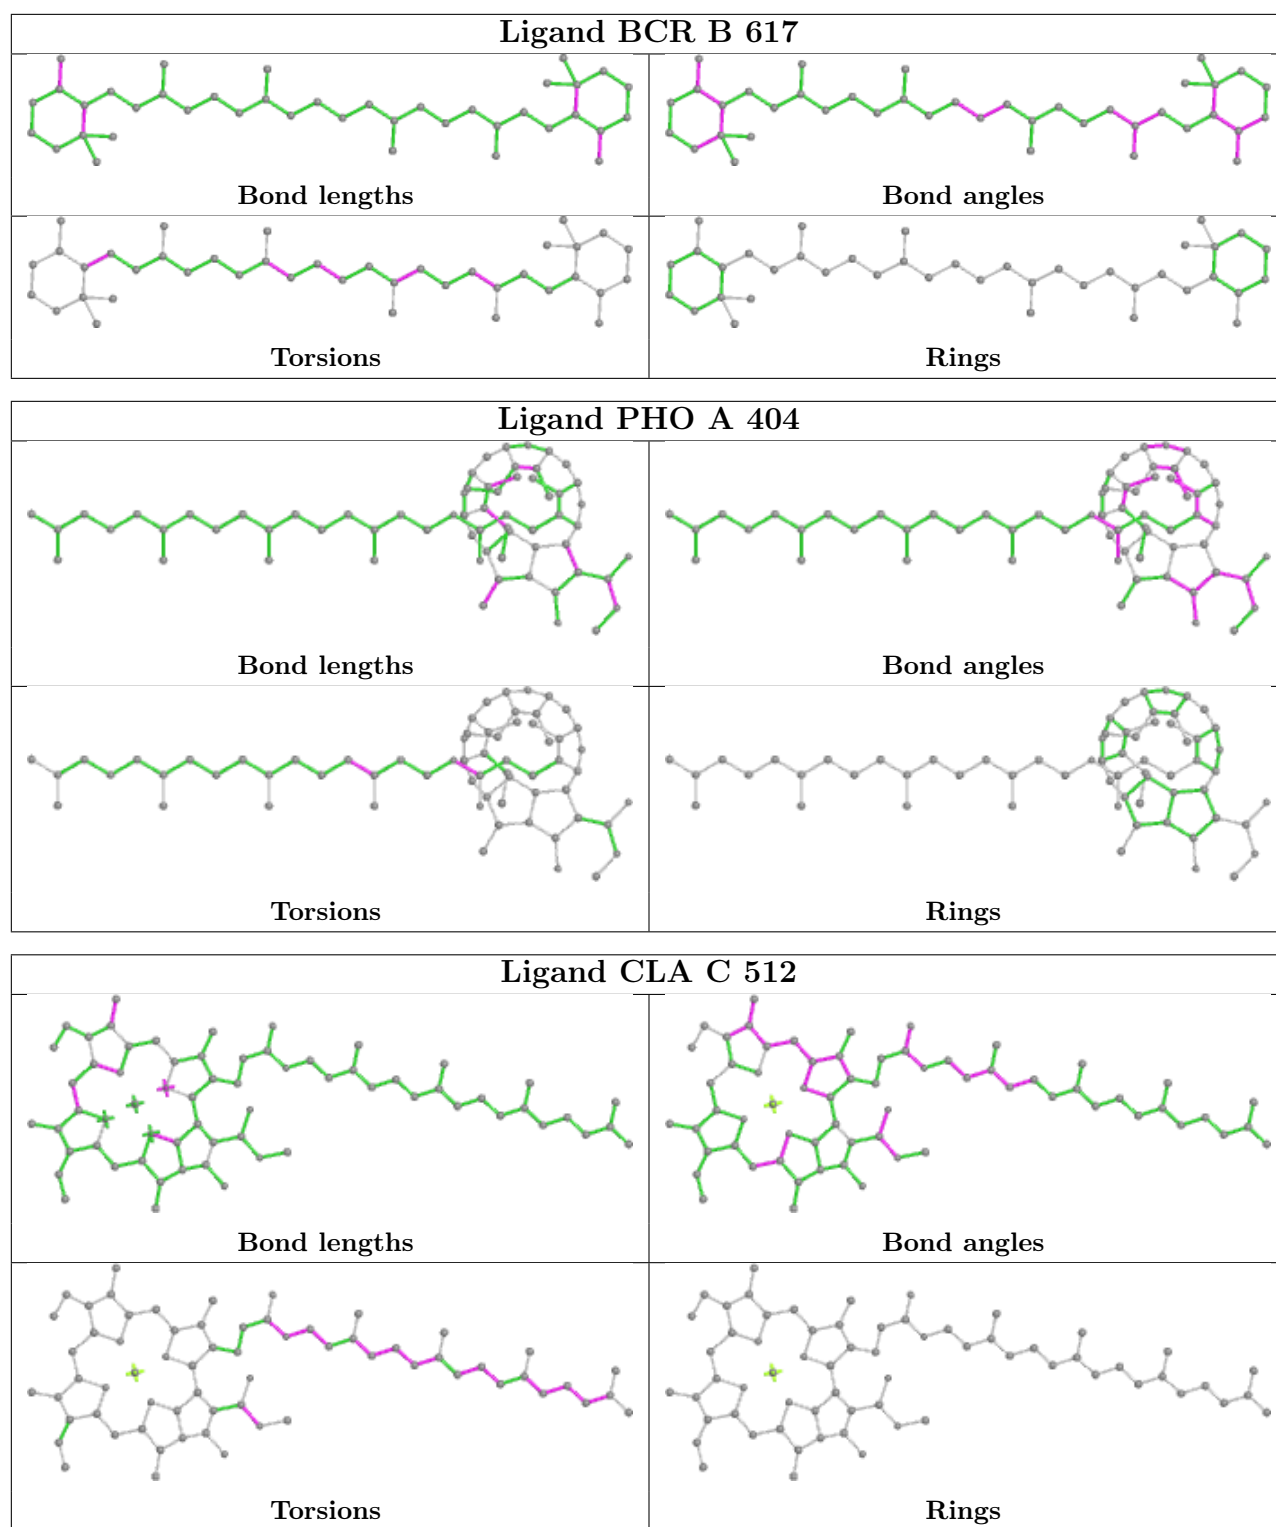 Ligand BCR B 617
Bond lengths
Bond angles
Torsions
Rings
Ligand PHO A 404
Bond lengths
Bond angles
Torsions
Rings
Ligand CLA C 512
Bond lengths
Bond angles
Torsions
Rings